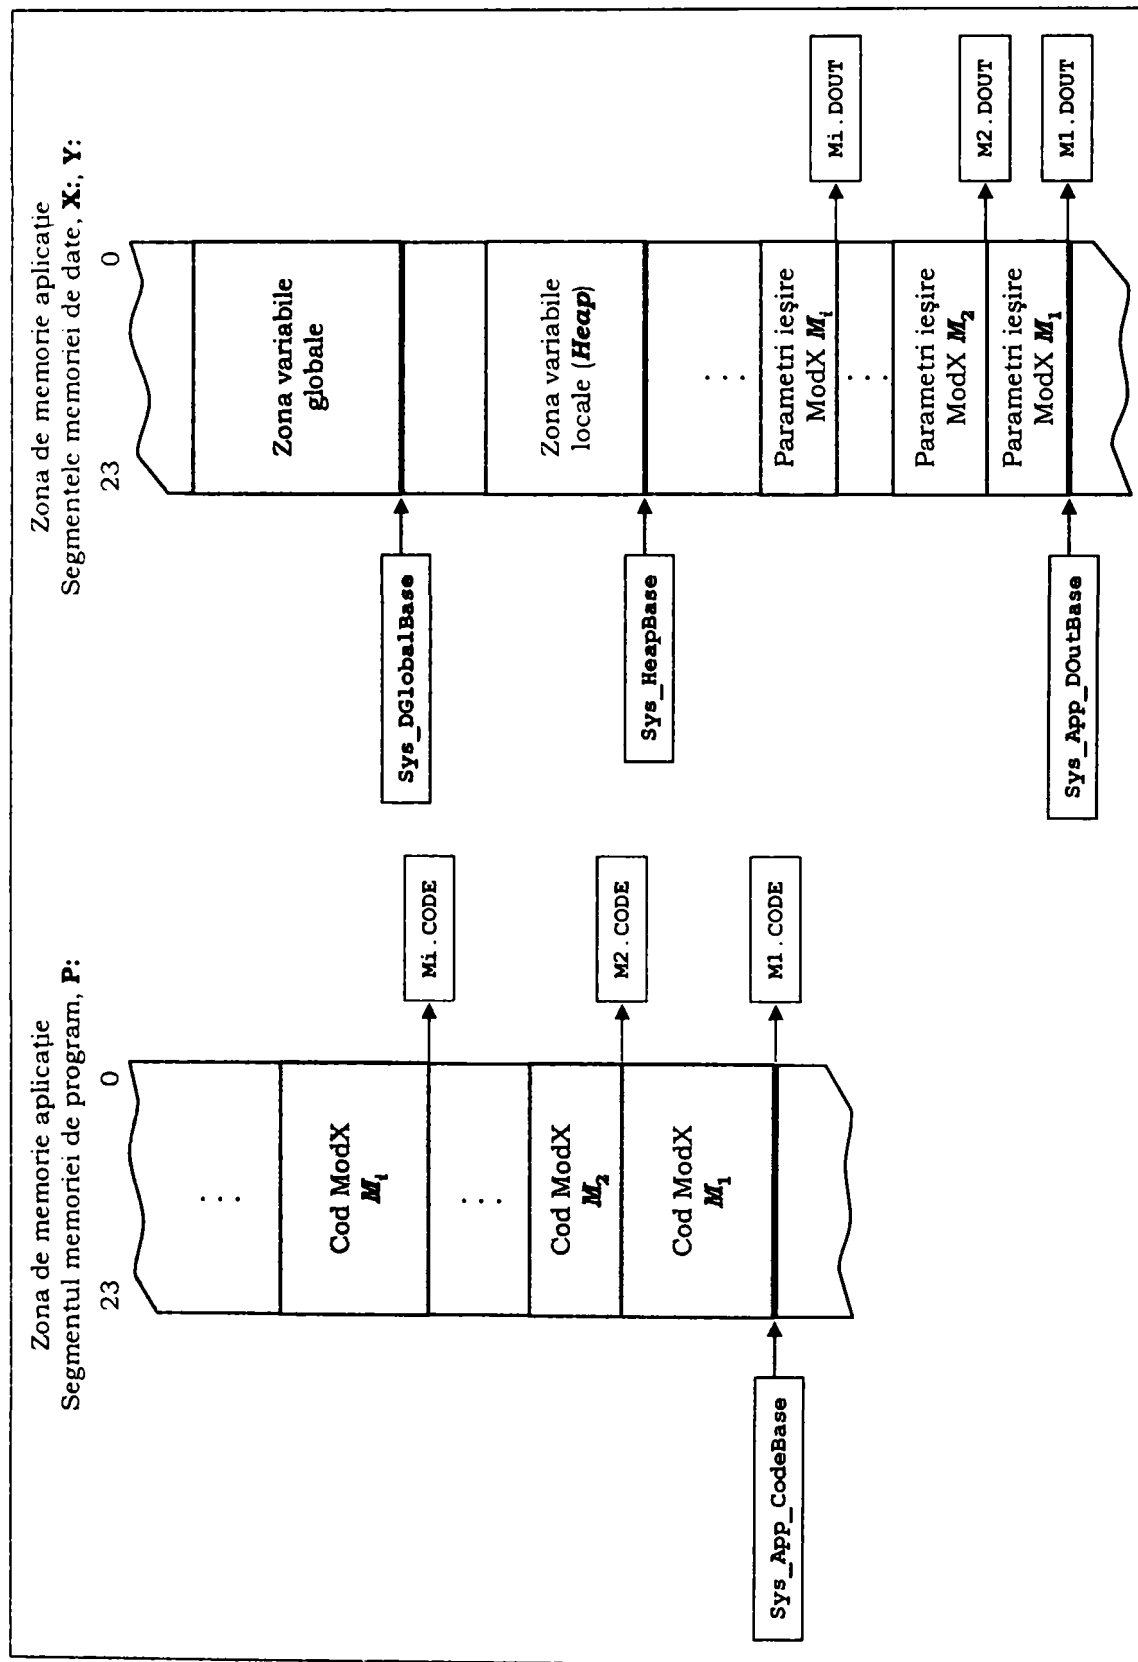 Zona de memorie aplicație
Segmentul memoriei de program, P:
23
0
. . .
Cod ModX
Mi
. . .
Cod ModX
M2
Cod ModX
M1
Mi.CODE
M2.CODE
M1.CODE
Sys_App_CodeBase
Zona de memorie aplicație
Segmentele memoriei de date, X:, Y:
23
0
Zona variabile
globale
Zona variabile
locale (Heap)
. . .
Parametri ieșire
ModX Mi
. . .
Parametri ieșire
ModX M2
Parametri ieșire
ModX M1
Sys_DGlobalBase
Sys_HeapBase
Sys_App_DOutBase
Mi.DOUT
M2.DOUT
M1.DOUT